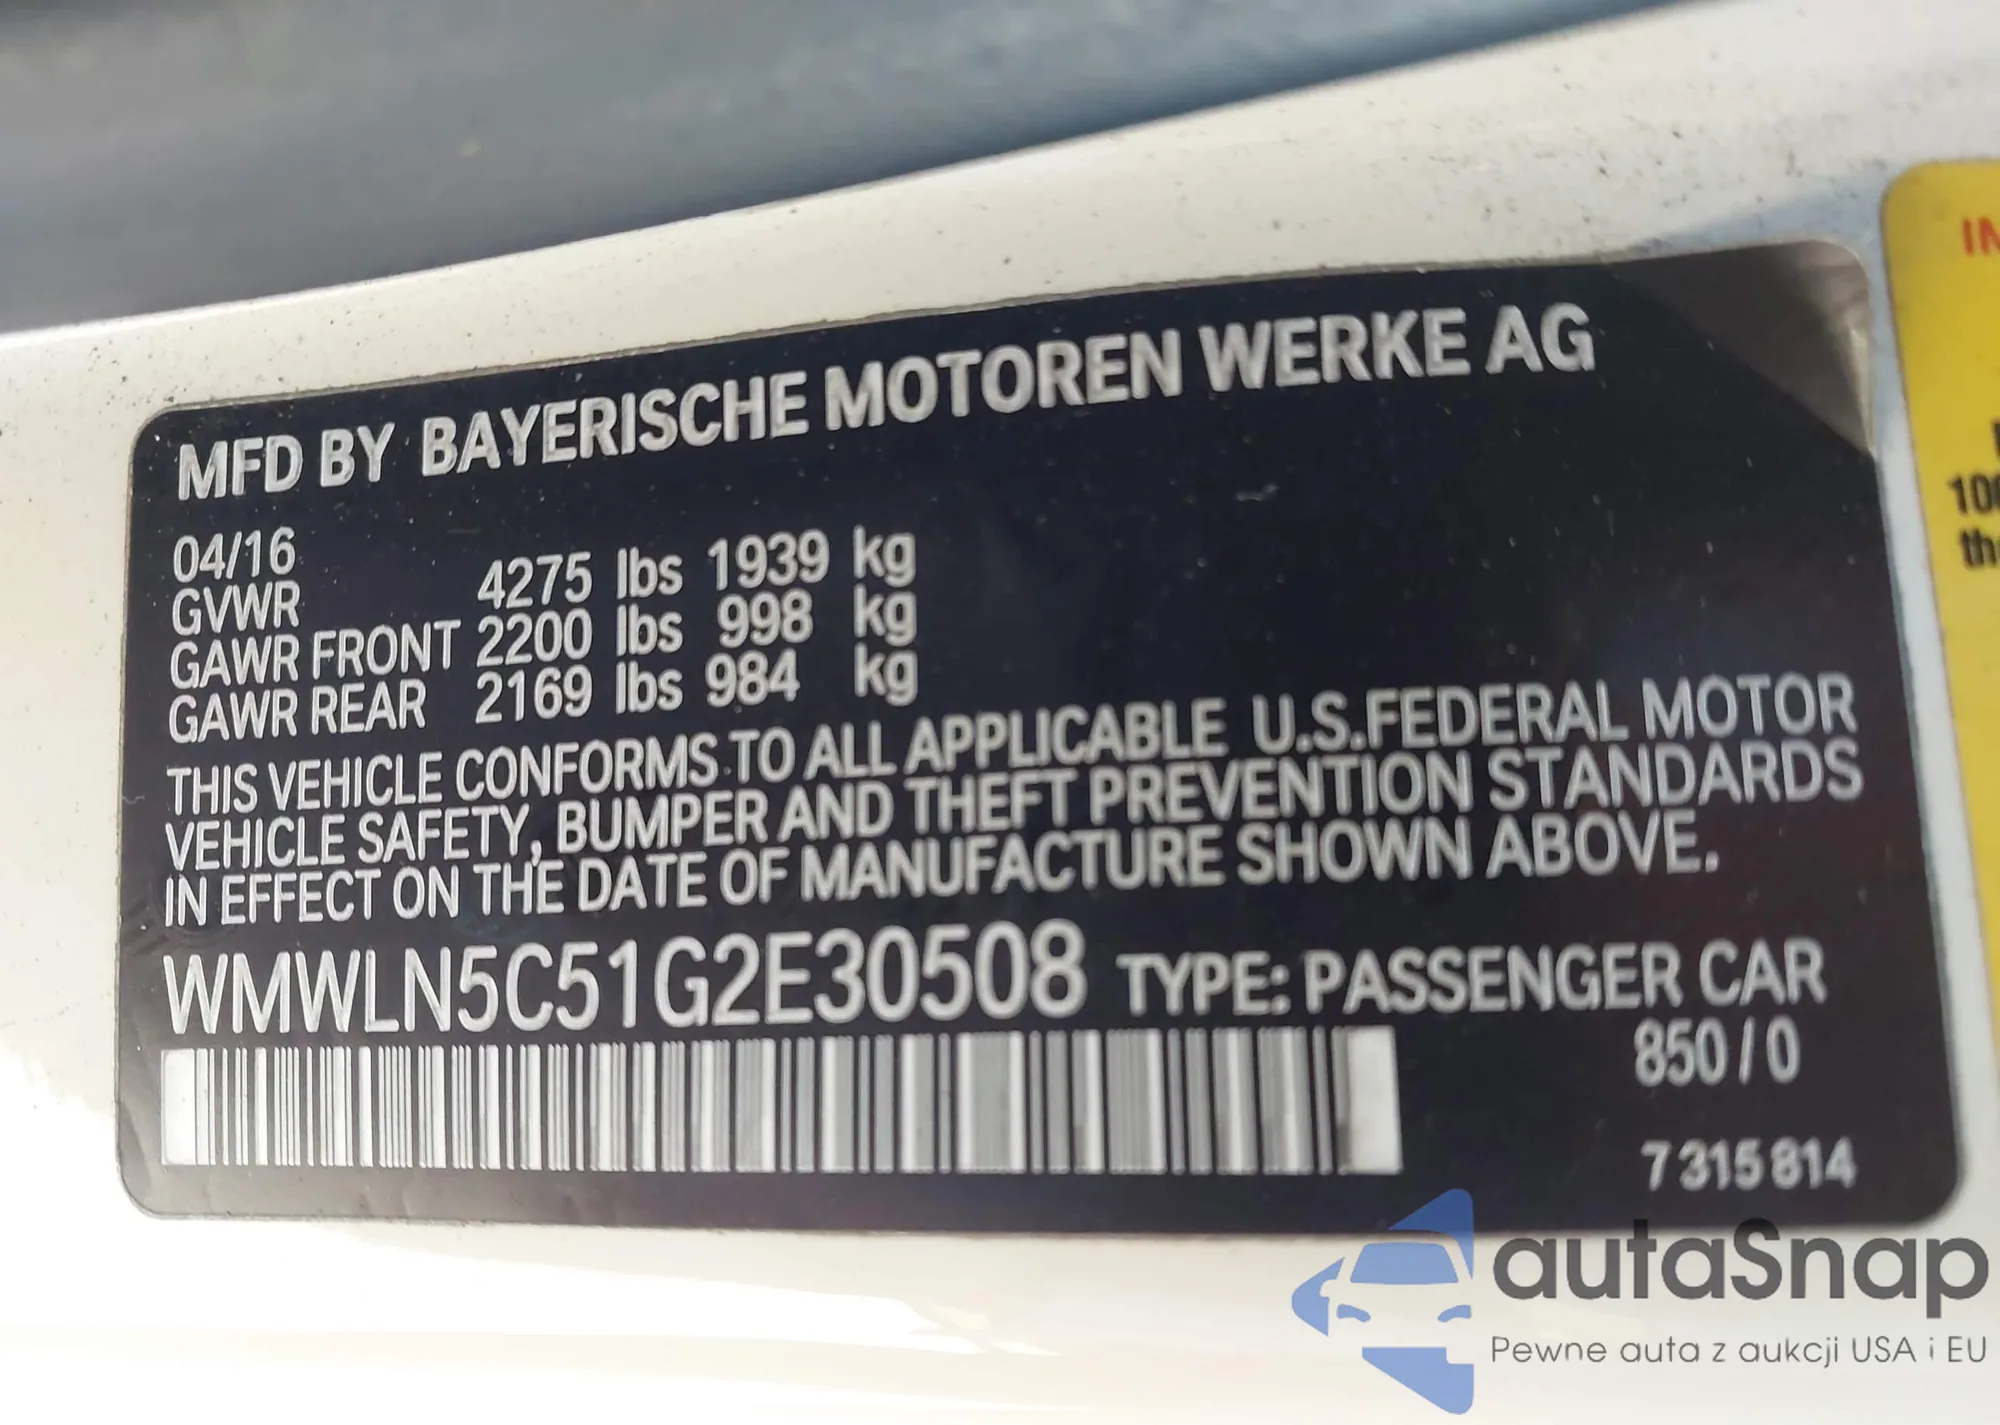 MFD BY BAYERISCHE MOTOREN WERKE AG
04/16
GVWR 4275 lbs 1939 kg
GAWR FRONT 2200 lbs 998 kg
GAWR REAR 2169 lbs 984 kg
THIS VEHICLE CONFORMS TO ALL APPLICABLE U.S.FEDERAL MOTOR
VEHICLE SAFETY, BUMPER AND THEFT PREVENTION STANDARDS
IN EFFECT ON THE DATE OF MANUFACTURE SHOWN ABOVE.
WMWLN5C51G2E30508 TYPE: PASSENGER CAR
850/0
7315814
autaSnap
Pewne auta z aukcji USA i EU